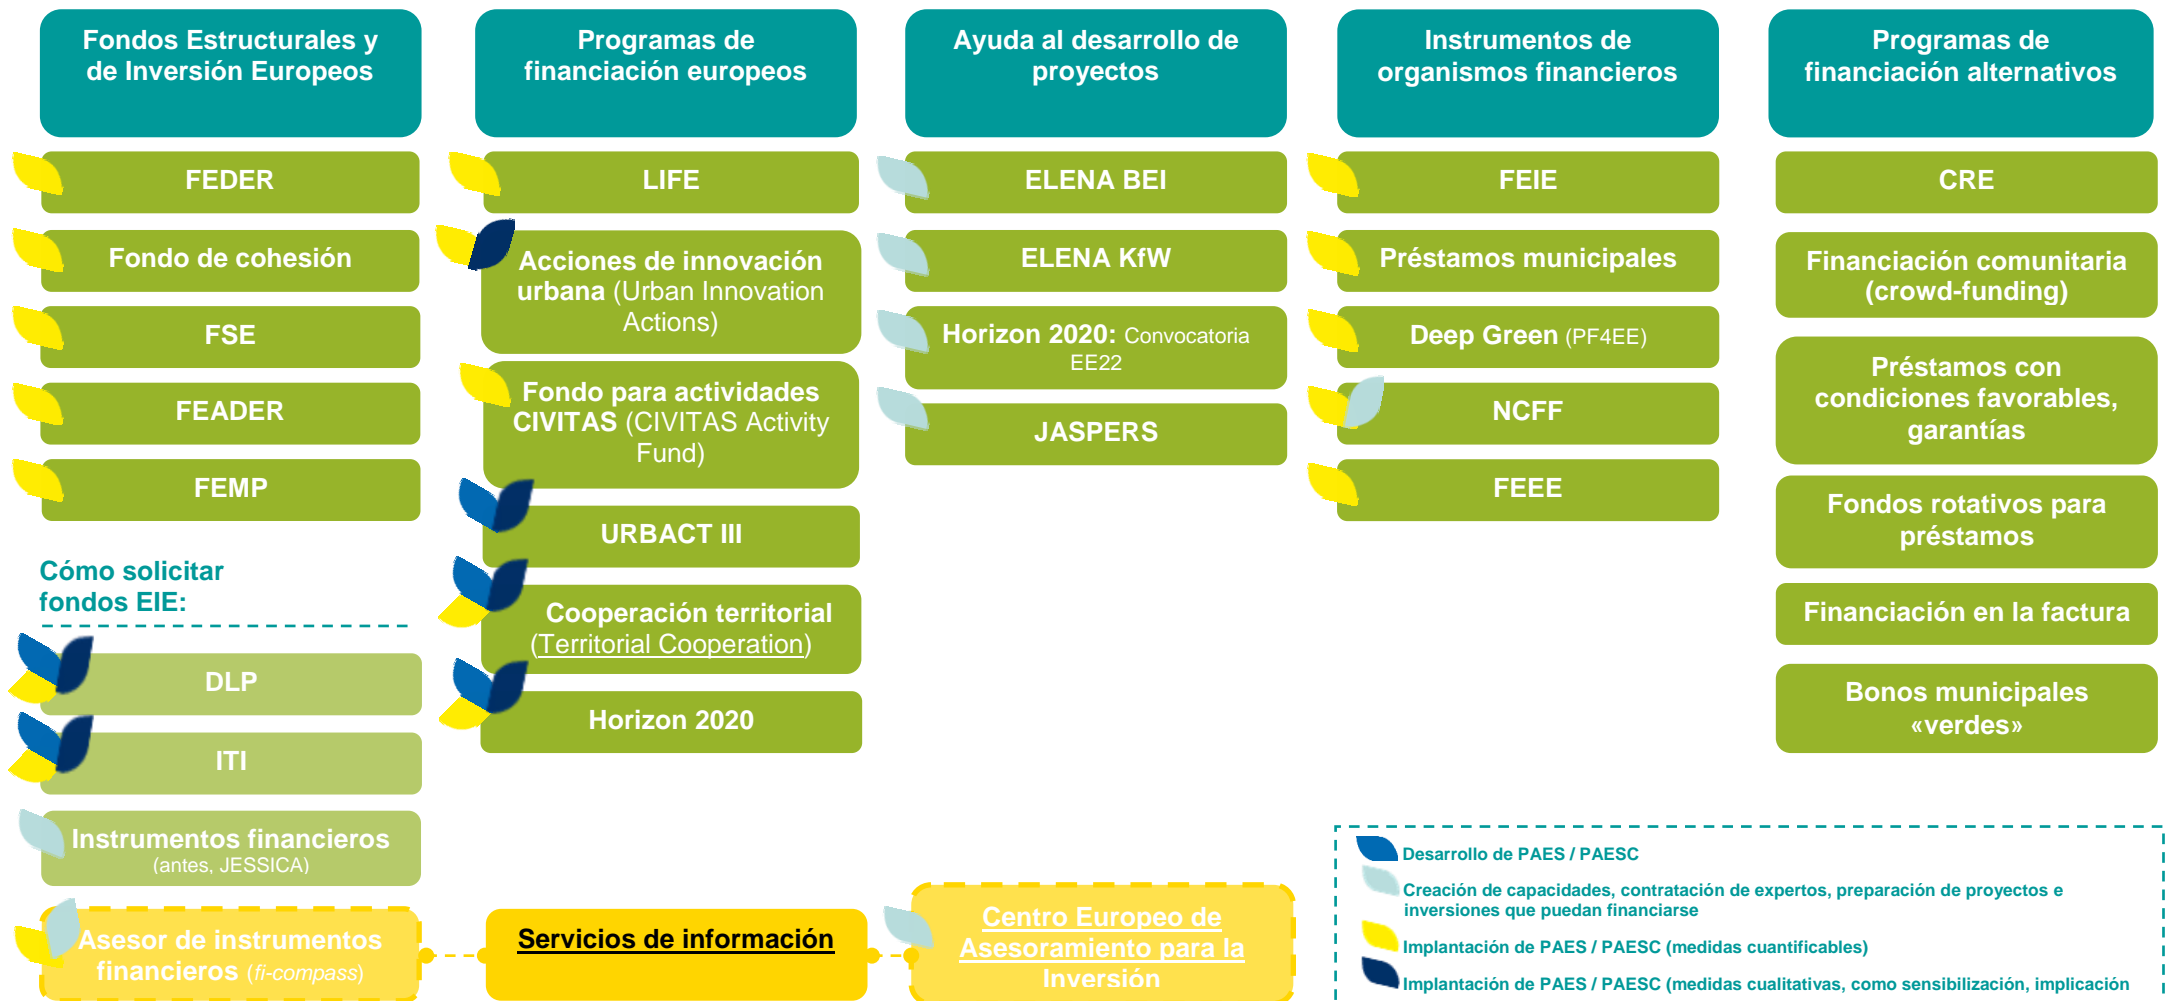 Fondos Estructurales y
de Inversión Europeos
FEDER
Fondo de cohesión
FSE
FEADER
FEMP
Cómo solicitar
fondos EIE:
DLP
ITI
Instrumentos financieros
(antes, JESSICA)
Asesor de instrumentos
financieros (fi-compass)
Programas de
financiación europeos
LIFE
Acciones de innovación
urbana (Urban Innovation
Actions)
Fondo para actividades
CIVITAS (CIVITAS Activity
Fund)
URBACT III
Cooperación territorial
(Territorial Cooperation)
Horizon 2020
Servicios de información
Ayuda al desarrollo de
proyectos
ELENA BEI
ELENA KfW
Horizon 2020: Convocatoria
EE22
JASPERS
Centro Europeo de
Asesoramiento para la
Inversión
Instrumentos de
organismos financieros
FEIE
Préstamos municipales
Deep Green (PF4EE)
NCFF
FEEE
Programas de
financiación alternativos
CRE
Financiación comunitaria
(crowd-funding)
Préstamos con
condiciones favorables,
garantías
Fondos rotativos para
préstamos
Financiación en la factura
Bonos municipales
«verdes»
Desarrollo de PAES / PAESC
Creación de capacidades, contratación de expertos, preparación de proyectos e
inversiones que puedan financiarse
Implantación de PAES / PAESC (medidas cuantificables)
Implantación de PAES / PAESC (medidas cualitativas, como sensibilización, implicación